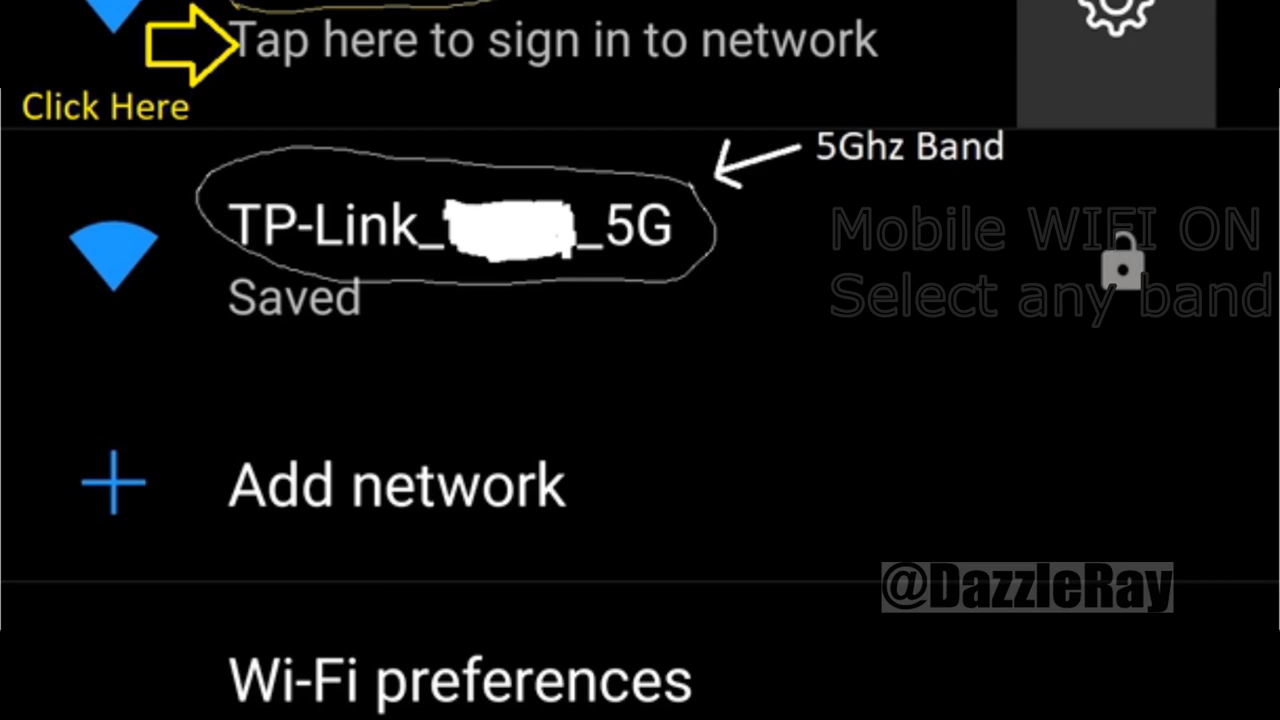 Tap here to sign in to network
Click Here
5Ghz Band
TP-Link_
_5G
Mobile WIFI ON
Saved
Select any band
Add network
@DazzleRay
Wi-Fi preferences